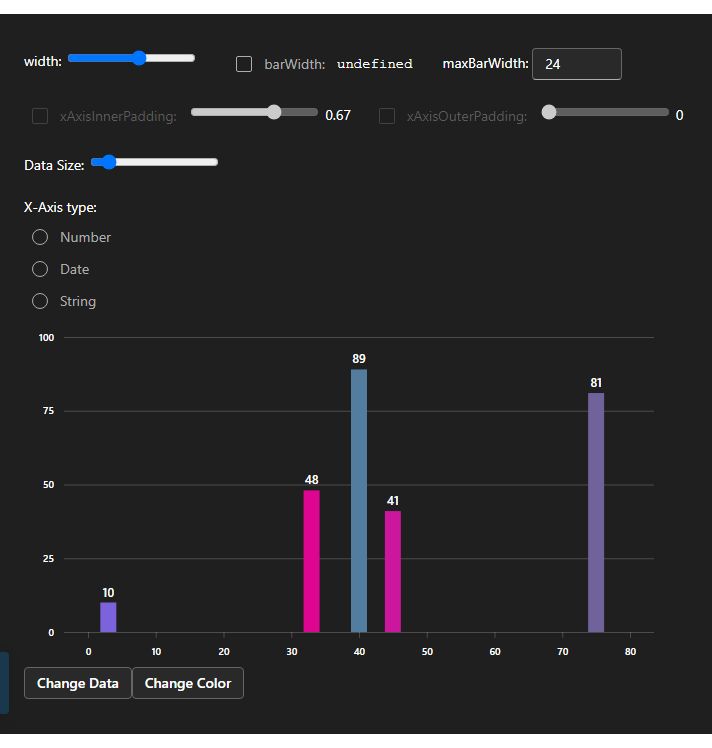 width: barWidth: undefined maxBarWidth: 24
xAxisInnerPadding: 0.67 xAxisOuterPadding: 0
Data Size:
X-Axis type:
Number
Date
String
100
89
81
75
48
50
41
25
10
0
0 10 20 30 40 50 60 70 80
Change Data Change Color